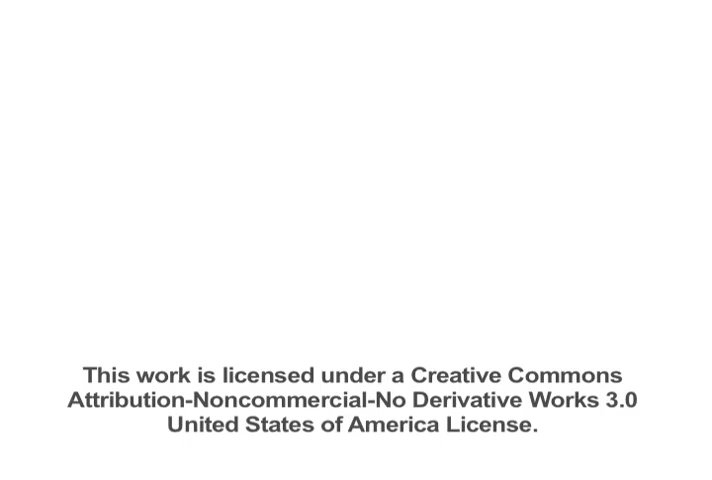 This work is licensed under a Creative Commons
Attribution-Noncommercial-No Derivative Works 3.0
United States of America License.